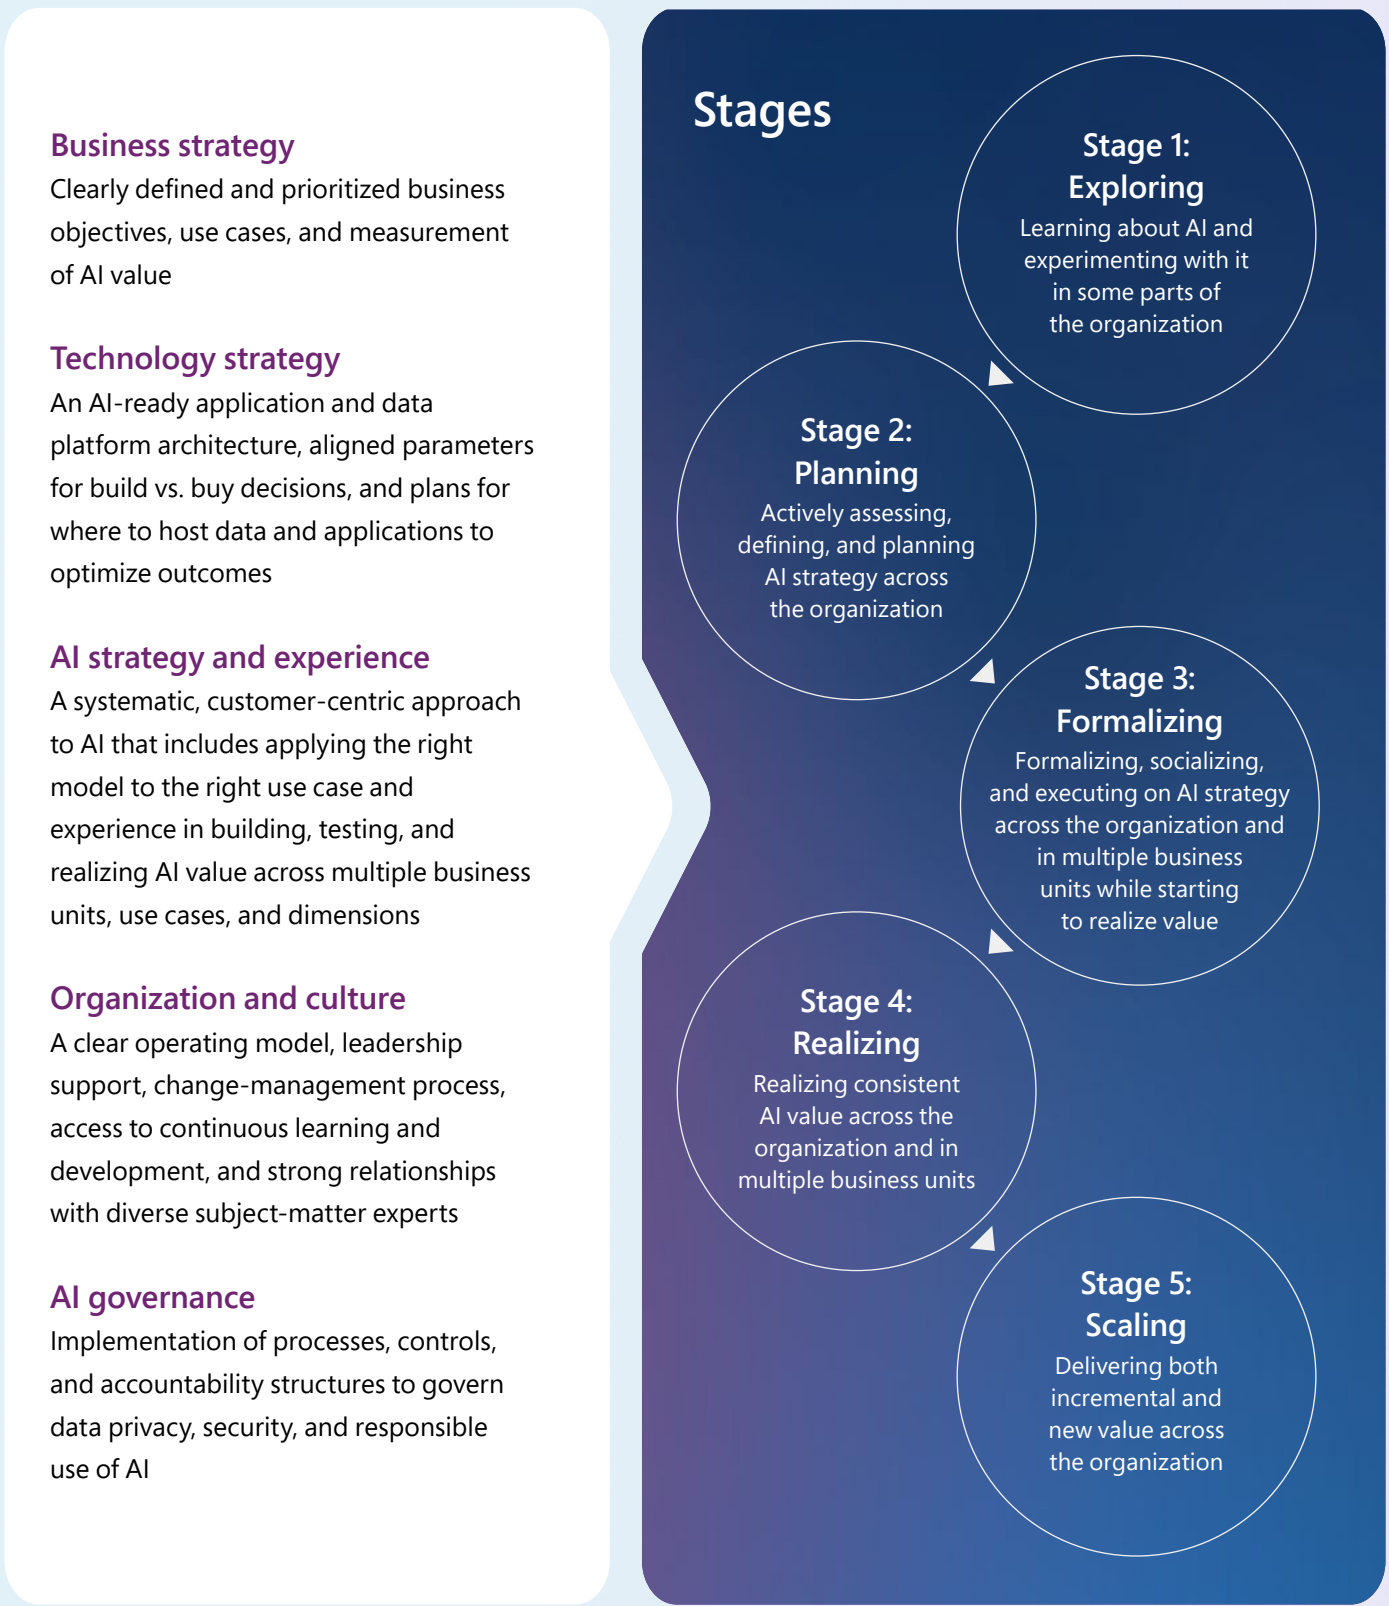 Business strategy
Clearly defined and prioritized business
objectives, use cases, and measurement
of AI value
Technology strategy
An AI-ready application and data
platform architecture, aligned parameters
for build vs. buy decisions, and plans for
where to host data and applications to
optimize outcomes
AI strategy and experience
A systematic, customer-centric approach
to AI that includes applying the right
model to the right use case and
experience in building, testing, and
realizing AI value across multiple business
units, use cases, and dimensions
Organization and culture
A clear operating model, leadership
support, change-management process,
access to continuous learning and
development, and strong relationships
with diverse subject-matter experts
AI governance
Implementation of processes, controls,
and accountability structures to govern
data privacy, security, and responsible
use of AI
Stages
Stage 1:
Exploring
Learning about AI and
experimenting with it
in some parts of
the organization
Stage 2:
Planning
Actively assessing,
defining, and planning
AI strategy across
the organization
Stage 3:
Formalizing
Formalizing, socializing,
and executing on AI strategy
across the organization and
in multiple business
units while starting
to realize value
Stage 4:
Realizing
Realizing consistent
AI value across the
organization and in
multiple business units
Stage 5:
Scaling
Delivering both
incremental and
new value across
the organization